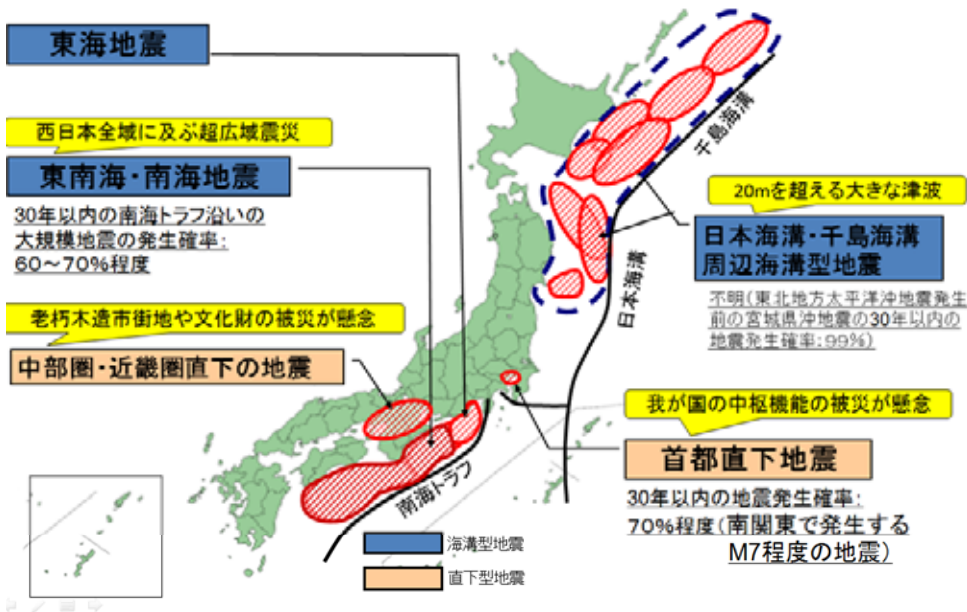 東海地震
西日本全域に及ぶ超広域震災
東南海・南海地震
30年以内の南海トラフ沿いの
大規模地震の発生確率:
60～70%程度
老朽木造市街地や文化財の被災が懸念
中部圏・近畿圏直下の地震
千島海溝
20mを超える大きな津波
日本海溝・千島海溝
周辺海溝型地震
不明(東北地方太平洋沖地震発生
前の宮城県沖地震の30年以内の
地震発生確率:99%)
日本海溝
我が国の中枢機能の被災が懸念
首都直下地震
30年以内の地震発生確率:
70%程度(南関東で発生する
M7程度の地震)
南海トラフ
海溝型地震
直下型地震